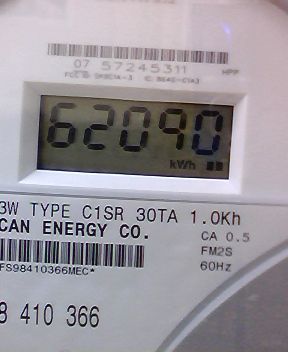 07 57245311
HPP
62090
kWh
3W TYPE C1SR 30TA 1.0Kh
CAN ENERGY CO.
CA 0.5
FM2S
60Hz
FS98410366MEC*
8 410 366